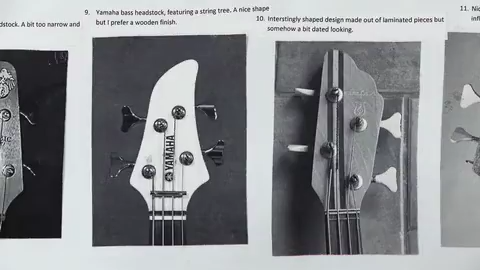 dstock. A bit too narrow and
9. Yamaha bass headstock, featuring a string tree. A nice shape
but I prefer a wooden finish.
YAMAHA
10. Interstingly shaped design made out of laminated pieces but
somehow a bit dated looking.
11. Nic
infl